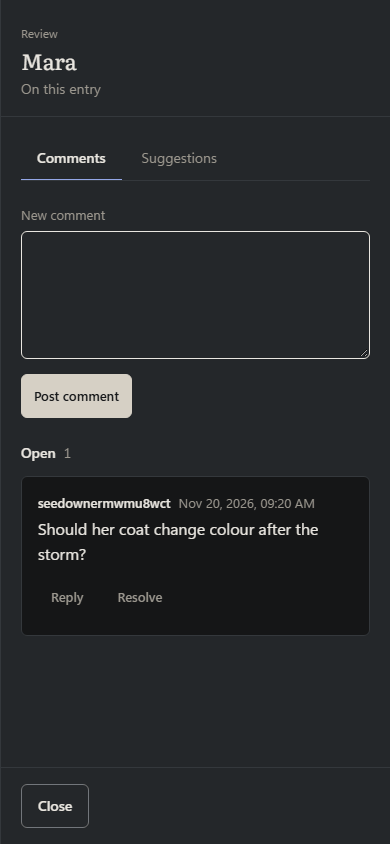 Review
Mara
On this entry
Comments Suggestions
New comment
Post comment
Open 1
seedownermwmu8wct Nov 20, 2026, 09:20 AM
Should her coat change colour after the
storm?
Reply Resolve
Close